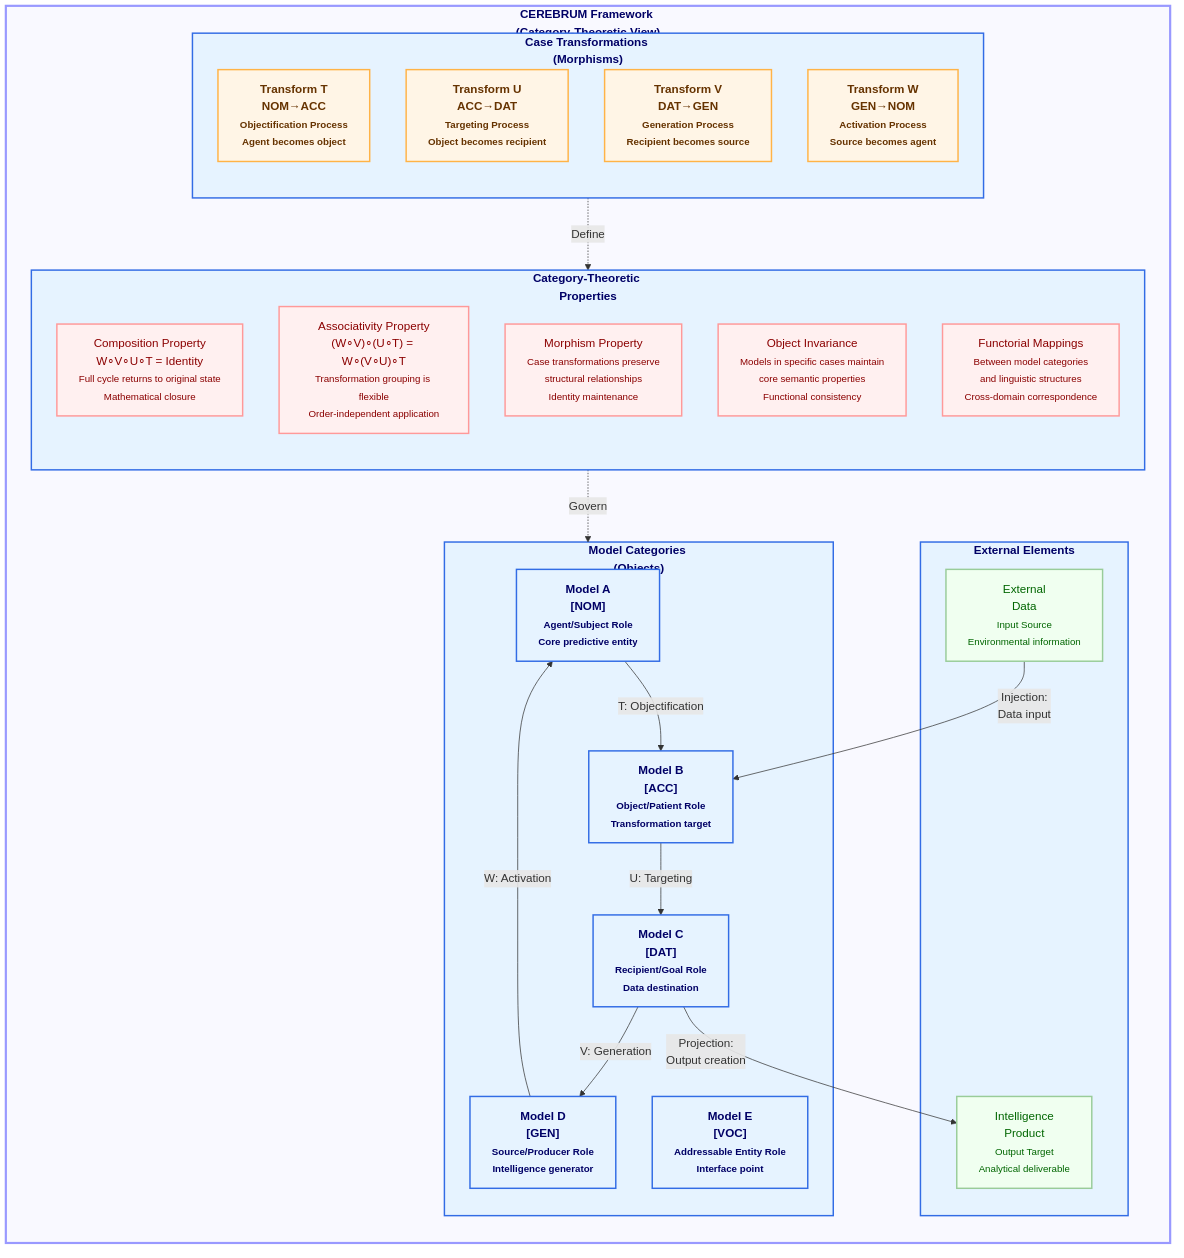 CEREBRUM Framework
(Category-Theoretic View)
Case Transformations
(Morphisms)
Transform T
NOM→ACC
Objectification Process
Agent becomes object
Transform U
ACC→DAT
Targeting Process
Object becomes recipient
Transform V
DAT→GEN
Generation Process
Recipient becomes source
Transform W
GEN→NOM
Activation Process
Source becomes agent
Define
Category-Theoretic
Properties
Composition Property
W∘V∘U∘T = Identity
Full cycle returns to original state
Mathematical closure
Associativity Property
(W∘V)∘(U∘T) =
W∘(V∘U)∘T
Transformation grouping is
flexible
Order-independent application
Morphism Property
Case transformations preserve
structural relationships
Identity maintenance
Object Invariance
Models in specific cases maintain
core semantic properties
Functional consistency
Functorial Mappings
Between model categories
and linguistic structures
Cross-domain correspondence
Govern
Model Categories
(Objects)
Model A
[NOM]
Agent/Subject Role
Core predictive entity
External Elements
External
Data
Input Source
Environmental information
T: Objectification
Injection:
Data input
Model B
[ACC]
Object/Patient Role
Transformation target
W: Activation
U: Targeting
Model C
[DAT]
Recipient/Goal Role
Data destination
V: Generation
Projection:
Output creation
Model D
[GEN]
Source/Producer Role
Intelligence generator
Model E
[VOC]
Addressable Entity Role
Interface point
Intelligence
Product
Output Target
Analytical deliverable